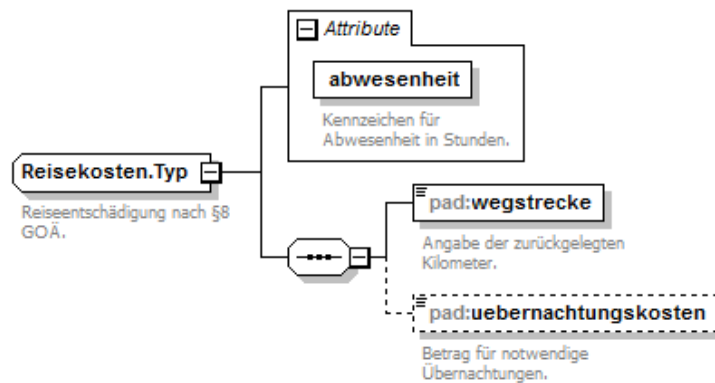 Attribute
abwesenheit
Kennzeichen für
Abwesenheit in Stunden.
Reisekosten.Typ
Reiseentschädigung nach §8
GOÄ.
pad:wegstrecke
Angabe der zurückgelegten
Kilometer.
pad:uebernachtungskosten
Betrag für notwendige
Übernachtungen.